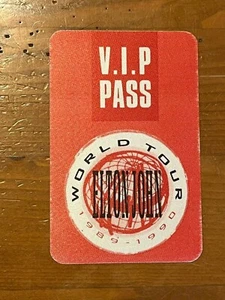 V.I.P
PASS
WORLD TOUR
ELTON JOHN
1989-1990